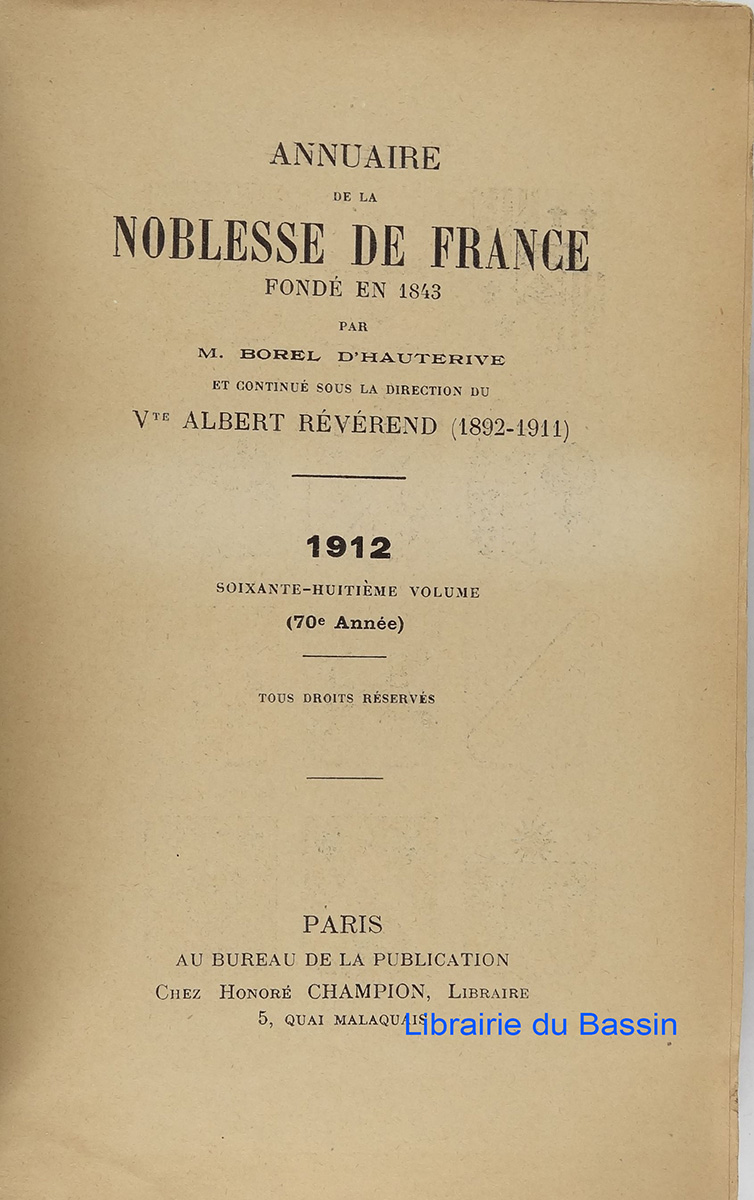 ANNUAIRE
DE LA
NOBLESSE DE FRANCE
FONDÉ EN 1843
PAR
M. BOREL D'HAUTERIVE
ET CONTINUÉ SOUS LA DIRECTION DU
VTE ALBERT RÉVÉREND (1892-1911)
1912
SOIXANTE-HUITIÈME VOLUME
(70e Année)
TOUS DROITS RÉSERVÉS
PARIS
AU BUREAU DE LA PUBLICATION
CHEZ HONORÉ CHAMPION, LIBRAIRE
5, QUAI MALAQUAIS
Librairie du Bassin